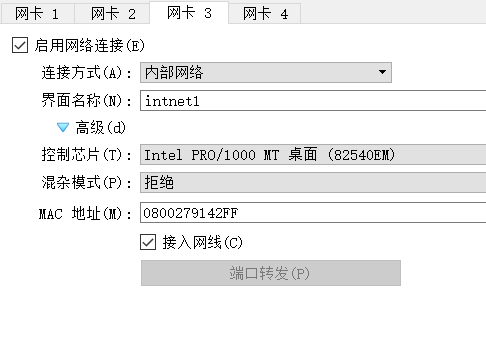 网卡 1 网卡 2 网卡 3 网卡 4
启用网络连接(E)
连接方式(A): 内部网络
界面名称(N): intnet1
高级(d)
控制芯片(T): Intel PRO/1000 MT 桌面 (82540EM)
混杂模式(P): 拒绝
MAC 地址(M): 0800279142FF
接入网线(C)
端口转发(P)